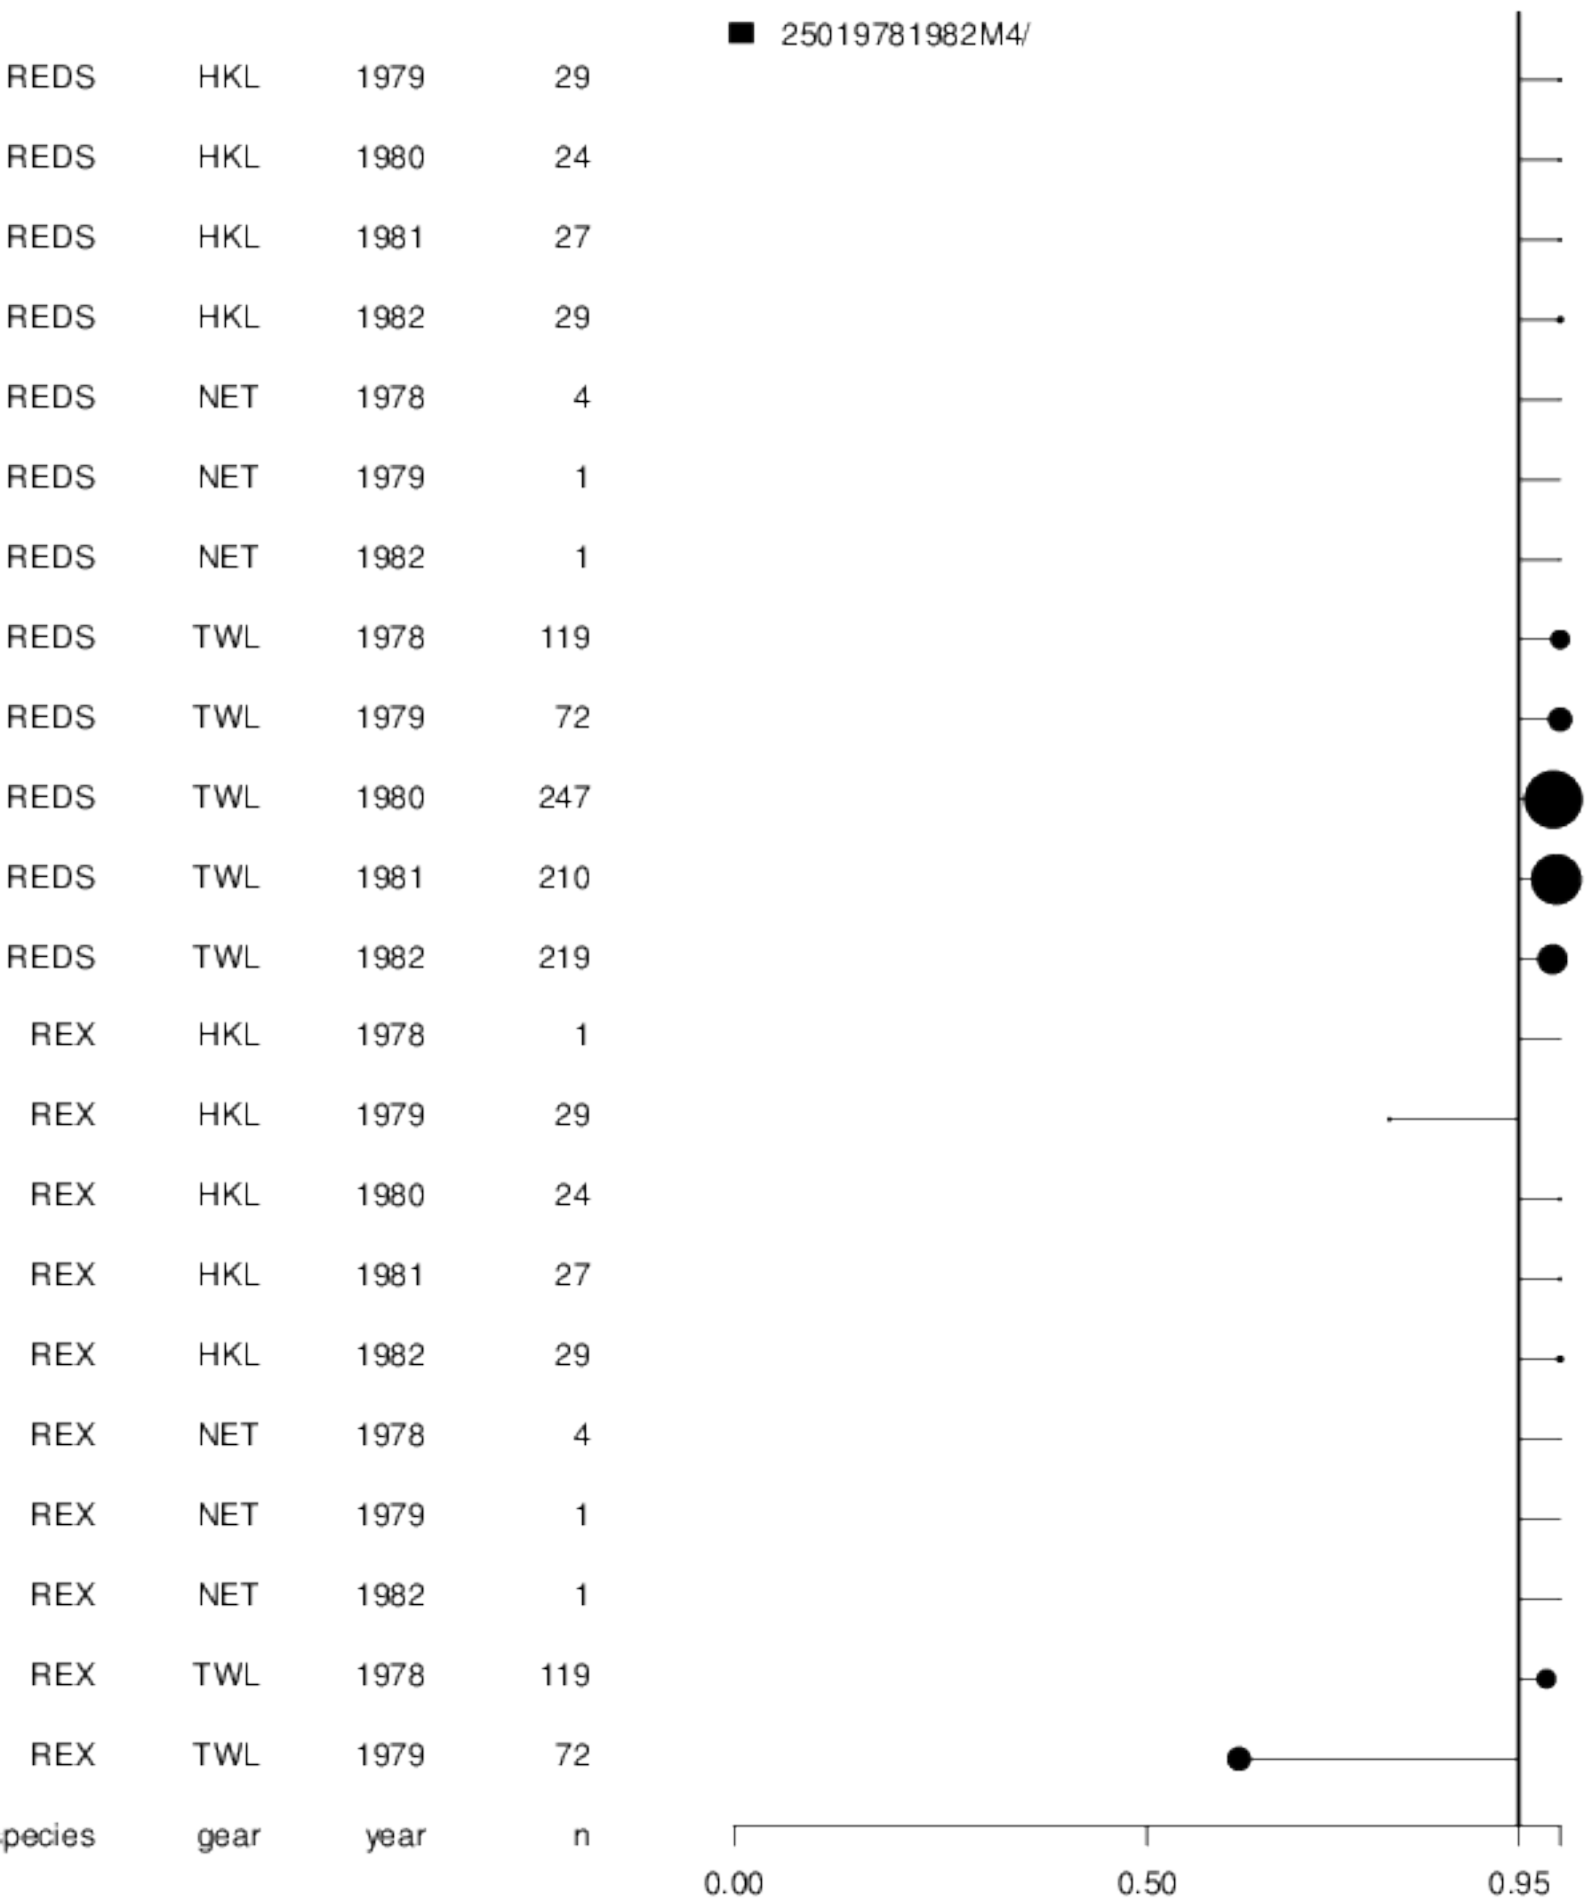 25019781982M4/
REDS HKL 1979 29
REDS HKL 1980 24
REDS HKL 1981 27
REDS HKL 1982 29
REDS NET 1978 4
REDS NET 1979 1
REDS NET 1982 1
REDS TWL 1978 119
REDS TWL 1979 72
REDS TWL 1980 247
REDS TWL 1981 210
REDS TWL 1982 219
REX HKL 1978 1
REX HKL 1979 29
REX HKL 1980 24
REX HKL 1981 27
REX HKL 1982 29
REX NET 1978 4
REX NET 1979 1
REX NET 1982 1
REX TWL 1978 119
REX TWL 1979 72
pecies gear year n
0.00 0.50 0.95